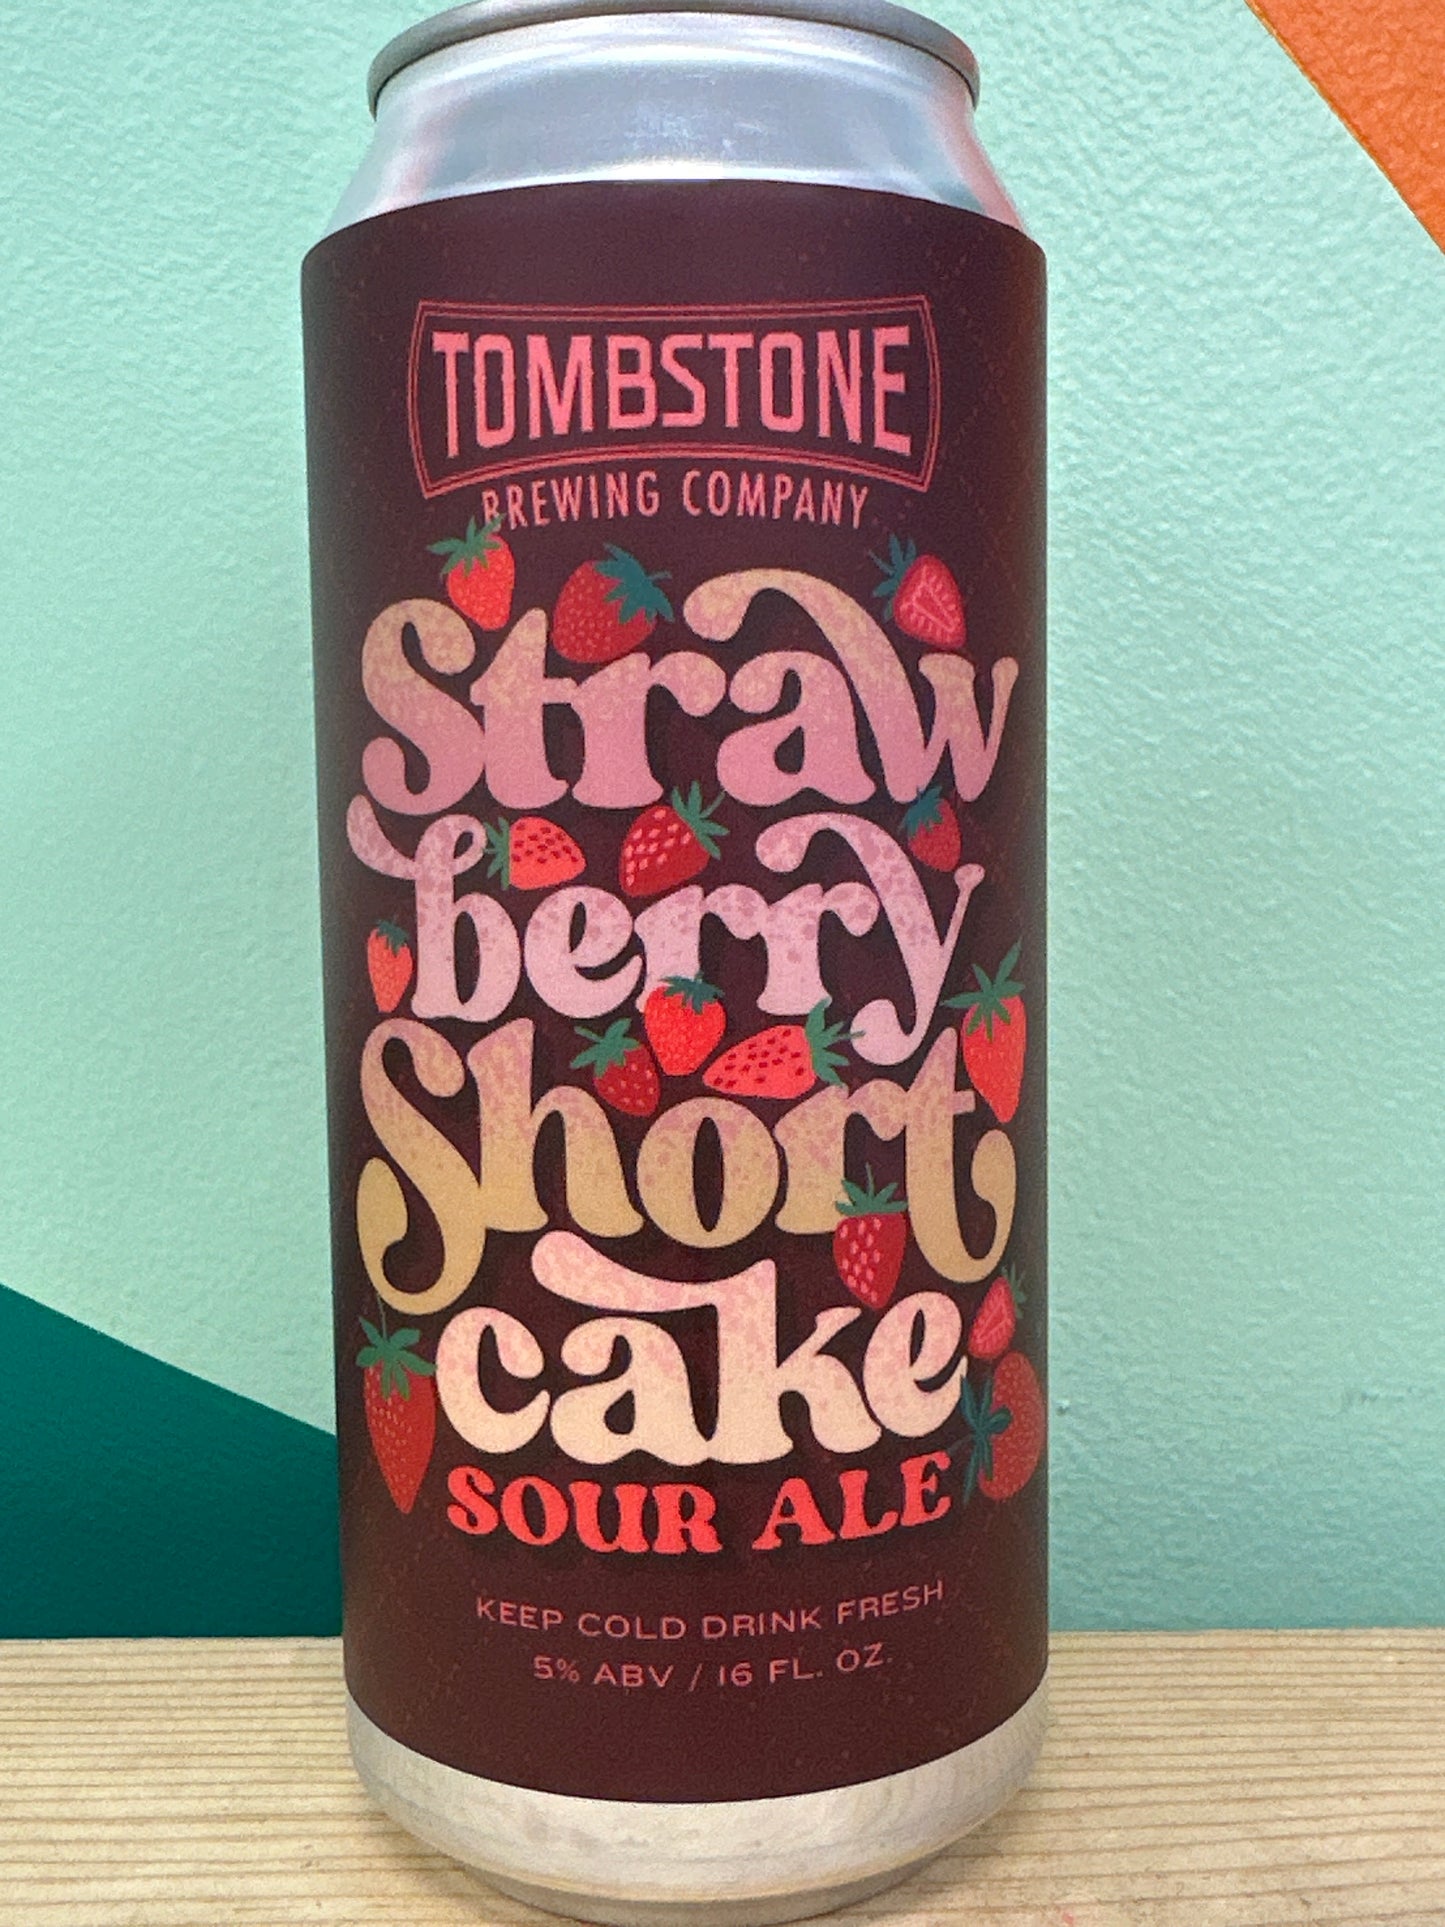 TOMBSTONE
BREWING COMPANY
Straw
berry
Short
cake
SOUR ALE
KEEP COLD DRINK FRESH
5% ABV / 16 FL. OZ.